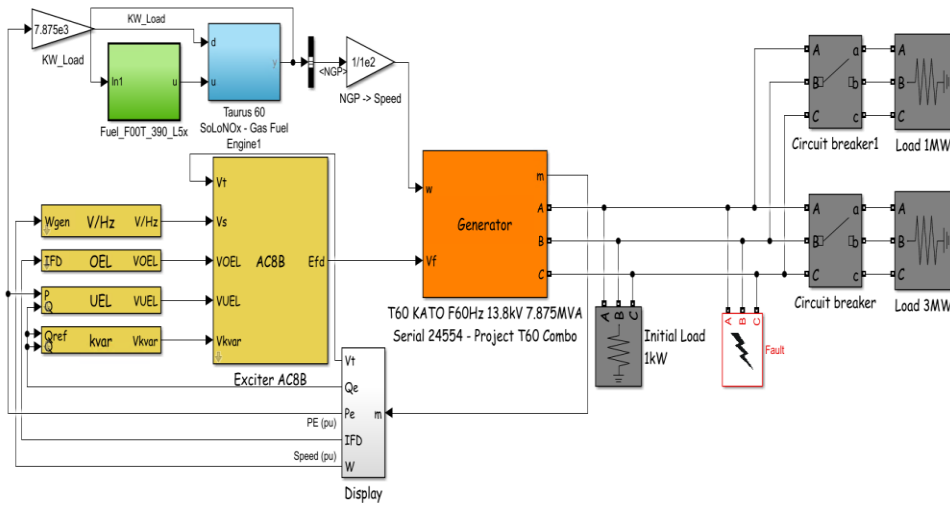 7.875e3
KW_Load
KW_Load
In1
u
Fuel_F00T_390_L5x
d
u
y
Taurus 60
SoLoNOx - Gas Fuel
Engine1
<NGP>
1/1e2
NGP -> Speed
Wgen V/Hz V/Hz
IFD OEL VOEL
P
Q
UEL VUEL
Qref
Q
kvar Vkvar
Vt
Vs
VOEL
VUEL
Vkvar
AC8B
Efd
Exciter AC8B
w
Vf
Generator
m
A
B
C
T60 KATO F60Hz 13.8kV 7.875MVA
Serial 24554 - Project T60 Combo
Vt
Qe
Pe
IFD
W
m
Display
PE (pu)
Speed (pu)
A B C
Initial Load
1kW
A B C
Fault
A a
B b
C c
Circuit breaker1
A
B
C
Load 1MW
A a
B b
C c
Circuit breaker
A
B
C
Load 3MW